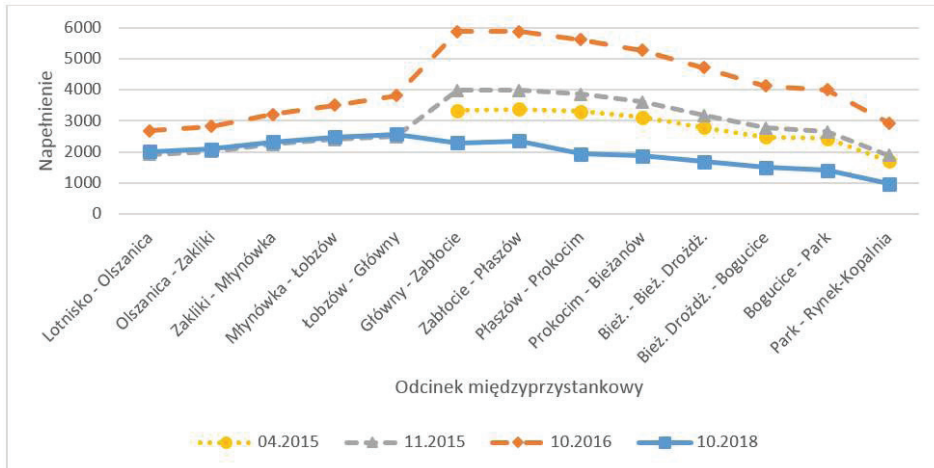 6000
5000
4000
3000
2000
1000
0
Napełnienie
Lotnisko - Olszanica
Olszanica - Zakliki
Zakliki - Młynówka
Młynówka - Łobzów
Łobzów - Główny
Główny - Zabłocie
Zabłocie - Płaszów
Płaszów - Prokocim
Prokocim - Bieżanów
Bież. - Bież. Drożdż.
Bież. Drożdż. - Bogucice
Bogucice - Park
Park - Rynek-Kopalnia
Odcinek międzyprzystankowy
04.2015 11.2015 10.2016 10.2018